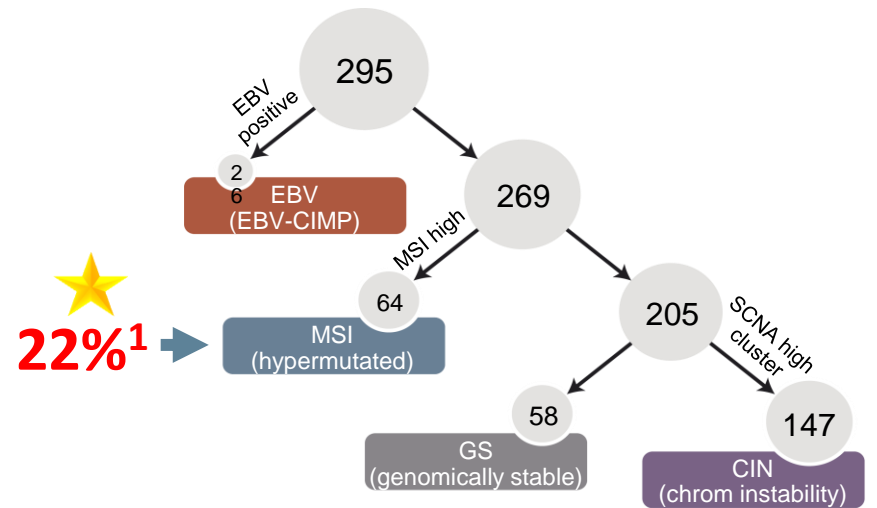 295
EBV
positive
2
6
EBV
(EBV-CIMP)
269
MSI high
64
22%¹
MSI
(hypermutated)
205
SCNA high
cluster
58
GS
(genomically stable)
147
CIN
(chrom instability)